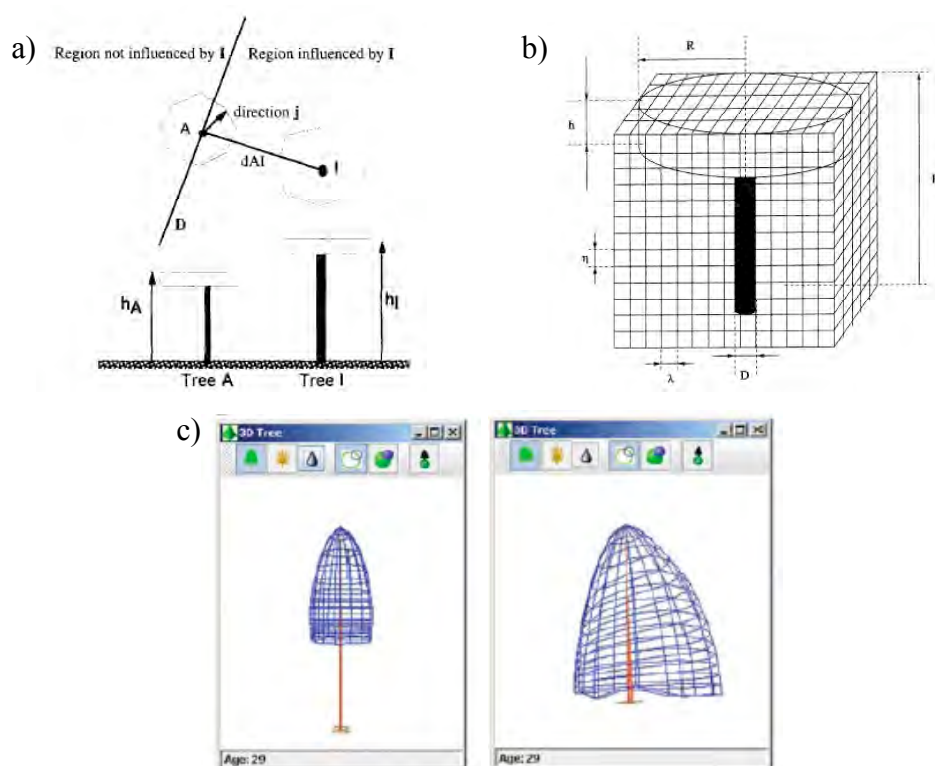 a)
Region not influenced by I
Region influenced by I
direction j
A
dAI
I
D
hA
hI
Tree A
Tree I
b)
R
h
η
λ
D
c)
3D Tree
Age: 29
3D Tree
Age: 29